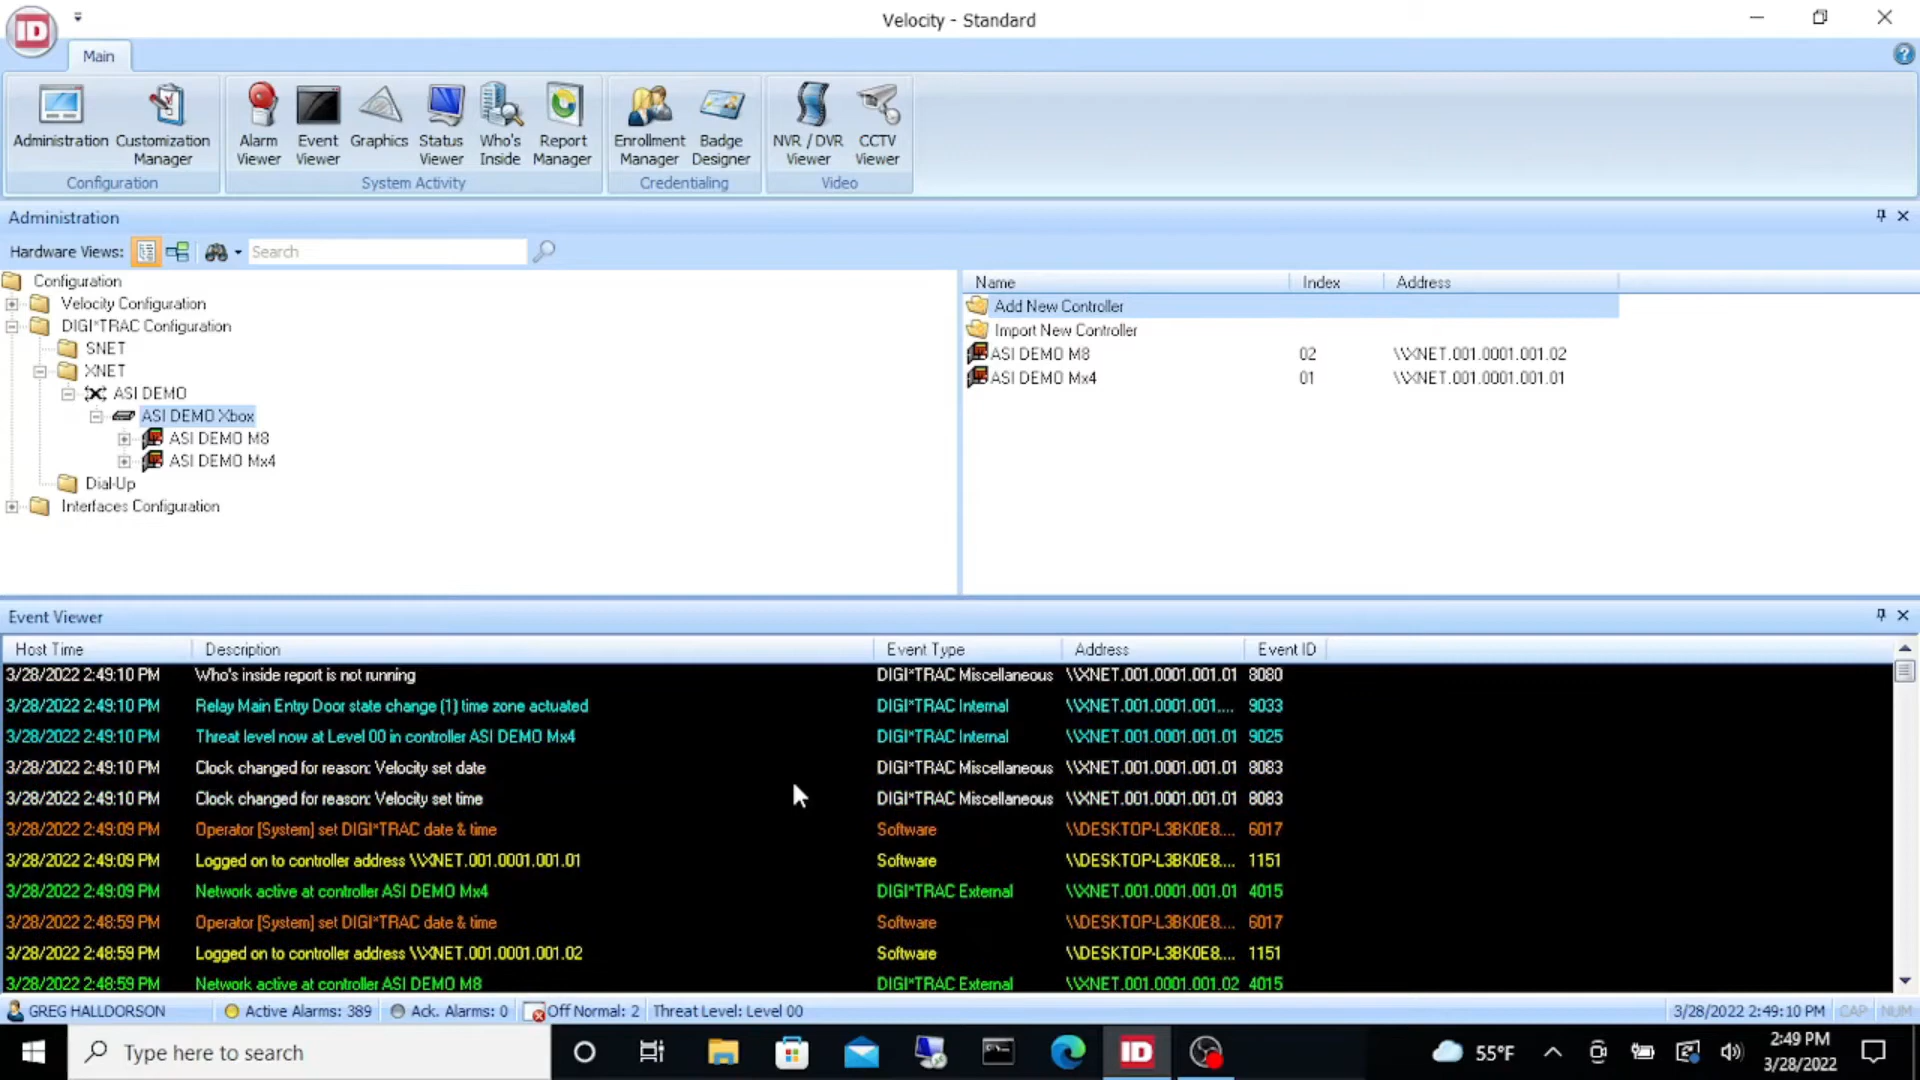 Velocity - Standard
ID
Main
Administration
Customization Manager
Alarm Viewer
Event Viewer
Graphics
Status Viewer
Who's Inside
Report Manager
Enrollment Manager
Badge Designer
NVR / DVR Viewer
CCTV Viewer
Configuration
System Activity
Credentialing
Video
Administration
Hardware Views:
Search
Configuration
Velocity Configuration
DIGI*TRAC Configuration
SNET
XNET
ASI DEMO
ASI DEMO Xbox
ASI DEMO M8
ASI DEMO Mx4
Dial-Up
Interfaces Configuration
Name Index Address
Add New Controller
Import New Controller
ASI DEMO M8 02 \\XNET.001.0001.001.02
ASI DEMO Mx4 01 \\XNET.001.0001.001.01
Event Viewer
Host Time Description Event Type Address Event ID
3/28/2022 2:49:10 PM Who's inside report is not running DIGI*TRAC Miscellaneous \\XNET.001.0001.001.01 8080
3/28/2022 2:49:10 PM Relay Main Entry Door state change (1) time zone actuated DIGI*TRAC Internal \\XNET.001.0001.001.... 9033
3/28/2022 2:49:10 PM Threat level now at Level 00 in controller ASI DEMO Mx4 DIGI*TRAC Internal \\XNET.001.0001.001.01 9025
3/28/2022 2:49:10 PM Clock changed for reason: Velocity set date DIGI*TRAC Miscellaneous \\XNET.001.0001.001.01 8083
3/28/2022 2:49:10 PM Clock changed for reason: Velocity set time DIGI*TRAC Miscellaneous \\XNET.001.0001.001.01 8083
3/28/2022 2:49:09 PM Operator [System] set DIGI*TRAC date & time Software \\DESKTOP-L3BK0E8.... 6017
3/28/2022 2:49:09 PM Logged on to controller address \\XNET.001.0001.001.01 Software \\DESKTOP-L3BK0E8.... 1151
3/28/2022 2:49:09 PM Network active at controller ASI DEMO Mx4 DIGI*TRAC External \\XNET.001.0001.001.01 4015
3/28/2022 2:48:59 PM Operator [System] set DIGI*TRAC date & time Software \\DESKTOP-L3BK0E8.... 6017
3/28/2022 2:48:59 PM Logged on to controller address \\XNET.001.0001.001.02 Software \\DESKTOP-L3BK0E8.... 1151
3/28/2022 2:48:59 PM Network active at controller ASI DEMO M8 DIGI*TRAC External \\XNET.001.0001.001.02 4015
GREG HALLDORSON Active Alarms: 389 Ack. Alarms: 0 Off Normal: 2 Threat Level: Level 00 3/28/2022 2:49:10 PM CAP NUM
Type here to search
ID
55°F
2:49 PM
3/28/2022